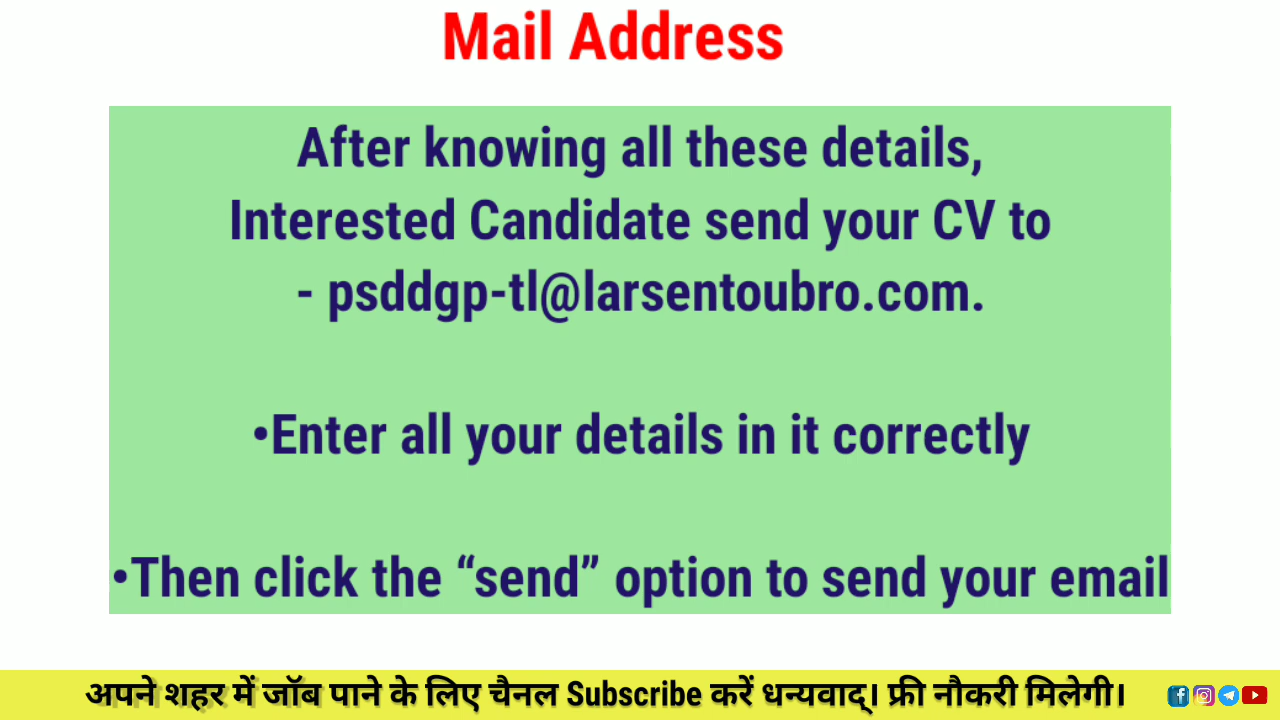 Mail Address
After knowing all these details,
Interested Candidate send your CV to
- psddgp-tl@larsentoubro.com.
•Enter all your details in it correctly
•Then click the “send” option to send your email
अपने शहर में जॉब पाने के लिए चैनल Subscribe करें धन्यवाद्। फ्री नौकरी मिलेगी।